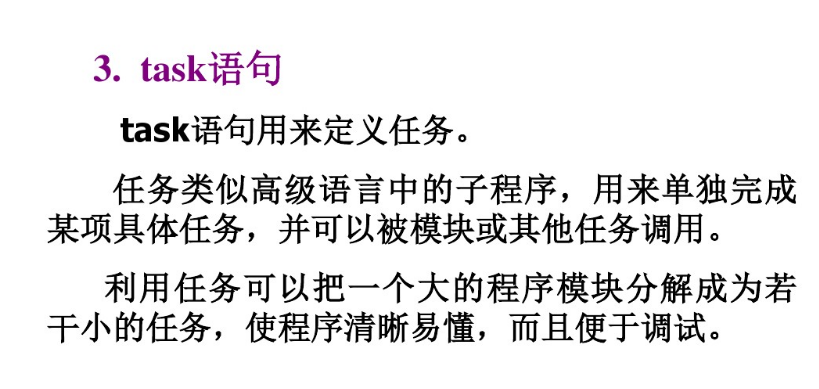 3. task语句
task语句用来定义任务。
任务类似高级语言中的子程序，用来单独完成
某项具体任务，并可以被模块或其他任务调用。
利用任务可以把一个大的程序模块分解成为若
干小的任务，使程序清晰易懂，而且便于调试。